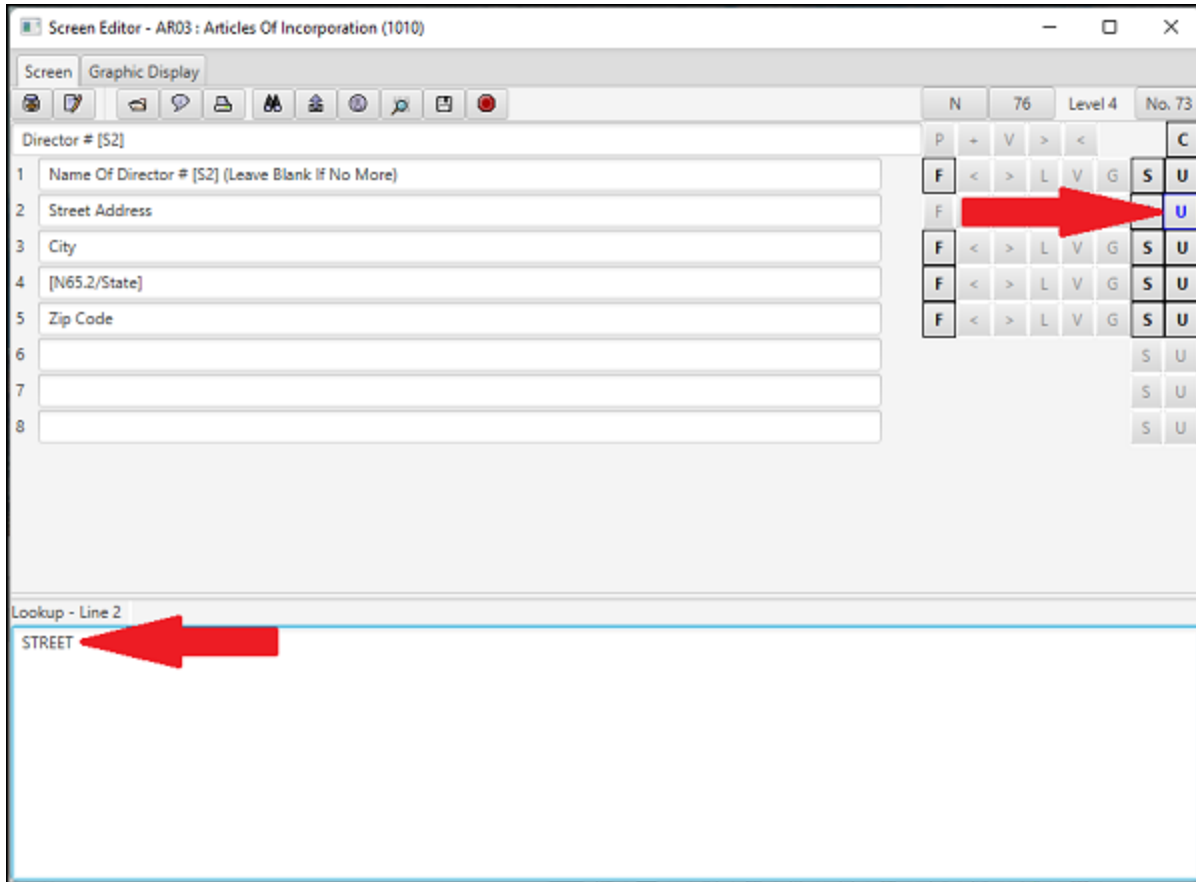 Screen Editor - AR03 : Articles Of Incorporation (1010)
Screen Graphic Display
N 76 Level 4 No. 73
Director # [S2] P + V > < C
1 Name Of Director # [S2] (Leave Blank If No More) F < > L V G S U
2 Street Address F U
3 City F < > L V G S U
4 [N65.2/State] F < > L V G S U
5 Zip Code F < > L V G S U
6 S U
7 S U
8 S U
Lookup - Line 2
STREET